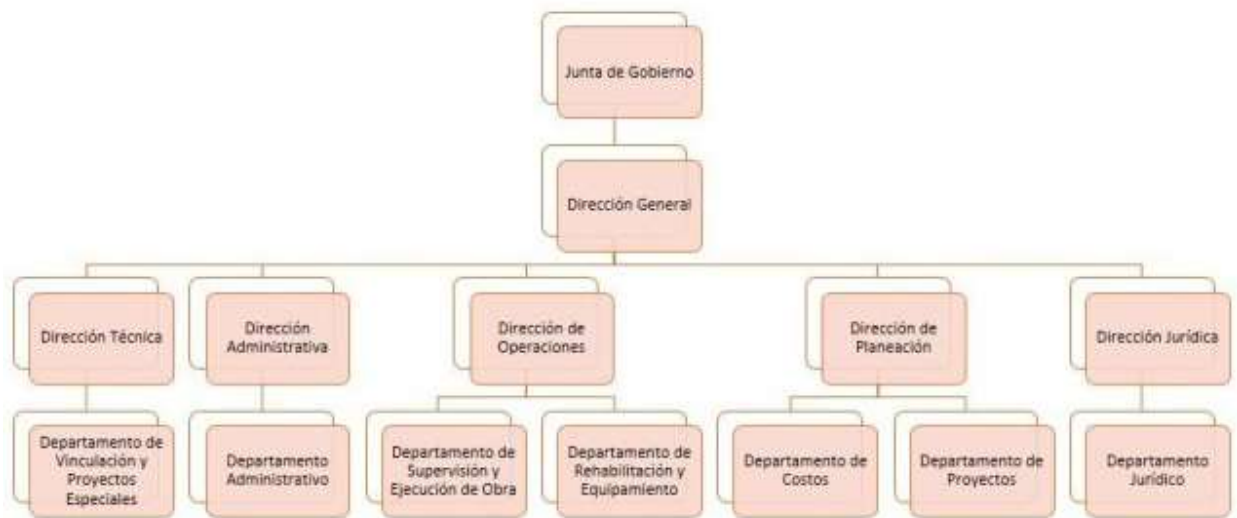 Junta de Gobierno
Dirección General
Dirección Técnica
Dirección
Administrativa
Dirección de
Operaciones
Dirección de
Planeación
Dirección Jurídica
Departamento de
Vinculación y
Proyectos
Especiales
Departamento
Administrativo
Departamento de
Supervisión y
Ejecución de Obra
Departamento de
Rehabilitación y
Equipamiento
Departamento de
Costos
Departamento de
Proyectos
Departamento
Jurídico